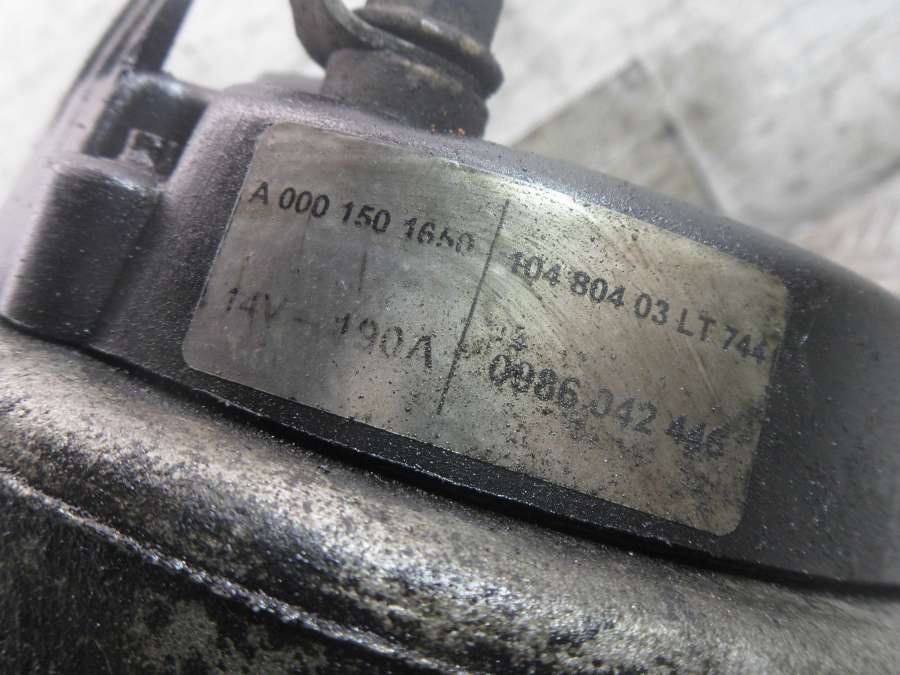 A 000 150 1650
14V - 190A
104 804 03 LT 744
0986 042 446